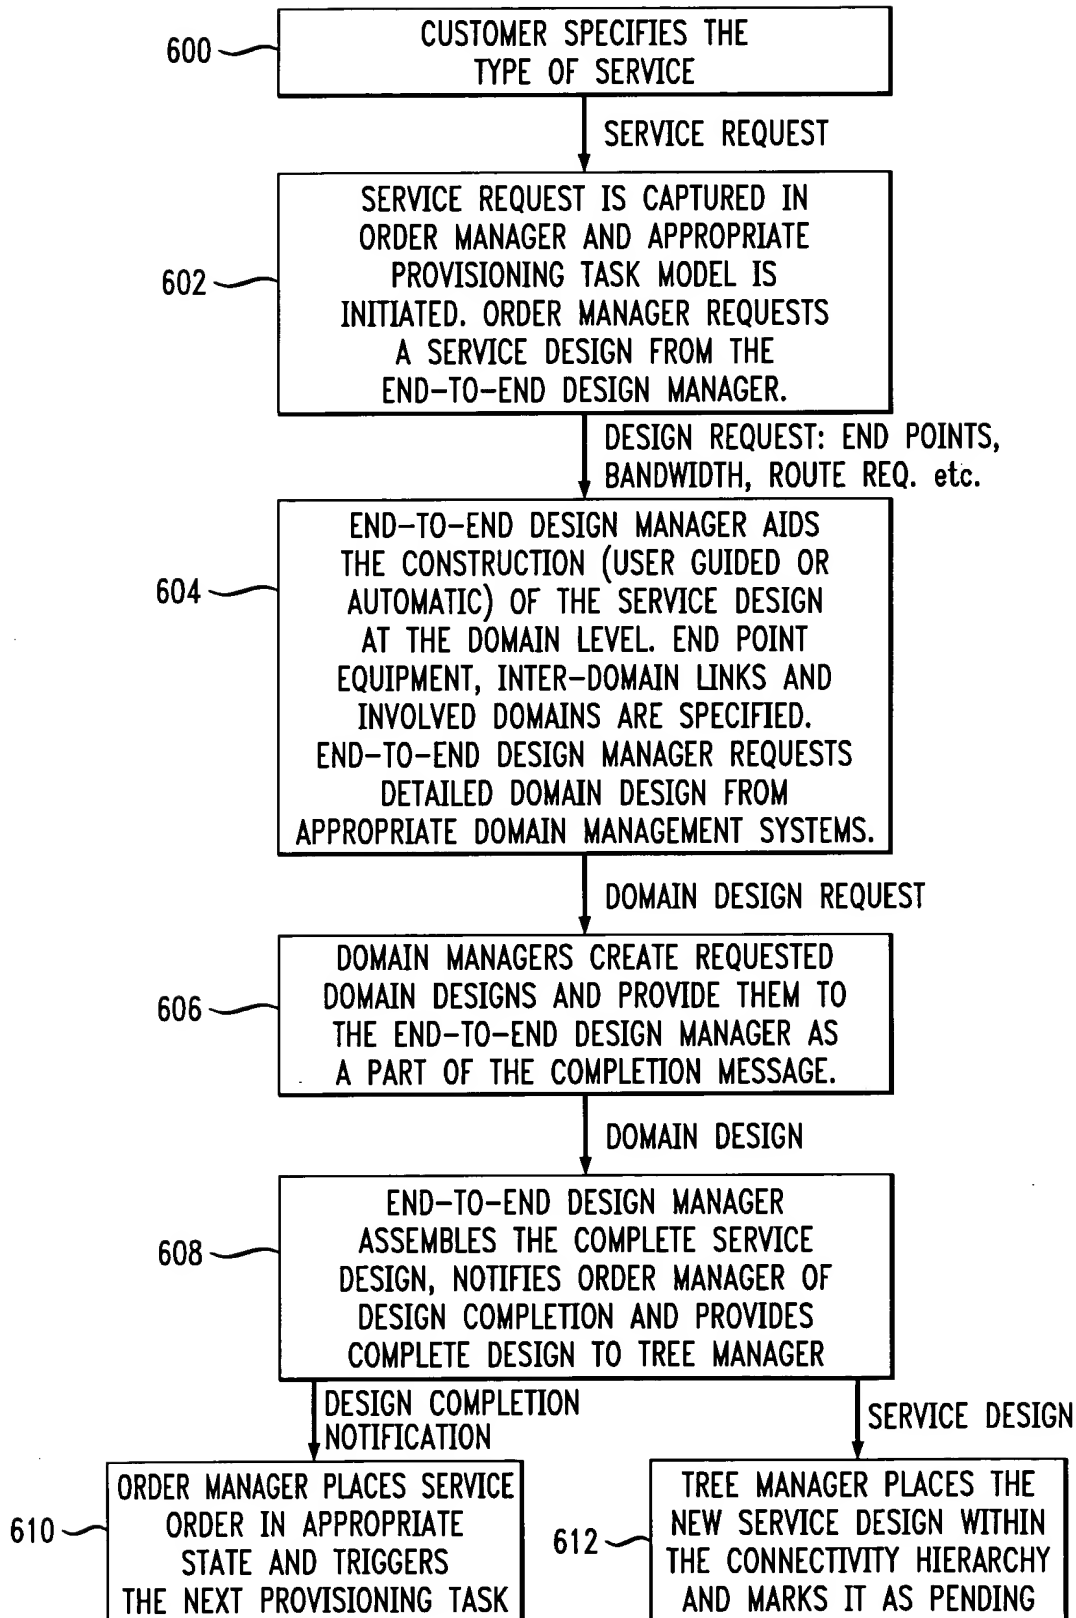 600
CUSTOMER SPECIFIES THE
TYPE OF SERVICE
SERVICE REQUEST
602
SERVICE REQUEST IS CAPTURED IN
ORDER MANAGER AND APPROPRIATE
PROVISIONING TASK MODEL IS
INITIATED. ORDER MANAGER REQUESTS
A SERVICE DESIGN FROM THE
END-TO-END DESIGN MANAGER.
DESIGN REQUEST: END POINTS,
BANDWIDTH, ROUTE REQ. etc.
604
END-TO-END DESIGN MANAGER AIDS
THE CONSTRUCTION (USER GUIDED OR
AUTOMATIC) OF THE SERVICE DESIGN
AT THE DOMAIN LEVEL. END POINT
EQUIPMENT, INTER-DOMAIN LINKS AND
INVOLVED DOMAINS ARE SPECIFIED.
END-TO-END DESIGN MANAGER REQUESTS
DETAILED DOMAIN DESIGN FROM
APPROPRIATE DOMAIN MANAGEMENT SYSTEMS.
DOMAIN DESIGN REQUEST
606
DOMAIN MANAGERS CREATE REQUESTED
DOMAIN DESIGNS AND PROVIDE THEM TO
THE END-TO-END DESIGN MANAGER AS
A PART OF THE COMPLETION MESSAGE.
DOMAIN DESIGN
608
END-TO-END DESIGN MANAGER
ASSEMBLES THE COMPLETE SERVICE
DESIGN, NOTIFIES ORDER MANAGER OF
DESIGN COMPLETION AND PROVIDES
COMPLETE DESIGN TO TREE MANAGER
DESIGN COMPLETION
NOTIFICATION
SERVICE DESIGN
610
ORDER MANAGER PLACES SERVICE
ORDER IN APPROPRIATE
STATE AND TRIGGERS
THE NEXT PROVISIONING TASK
612
TREE MANAGER PLACES THE
NEW SERVICE DESIGN WITHIN
THE CONNECTIVITY HIERARCHY
AND MARKS IT AS PENDING